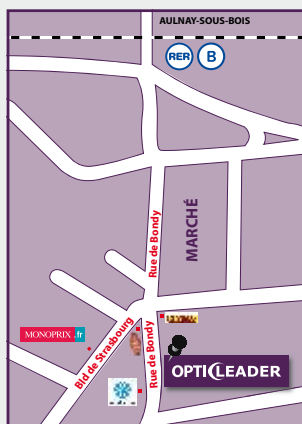 AULNAY-SOUS-BOIS
RER B
Rue de Bondy
MARCHÉ
MONOPRIX.fr
Bld de Strasbourg
Rue de Bondy
OPTICLEADER